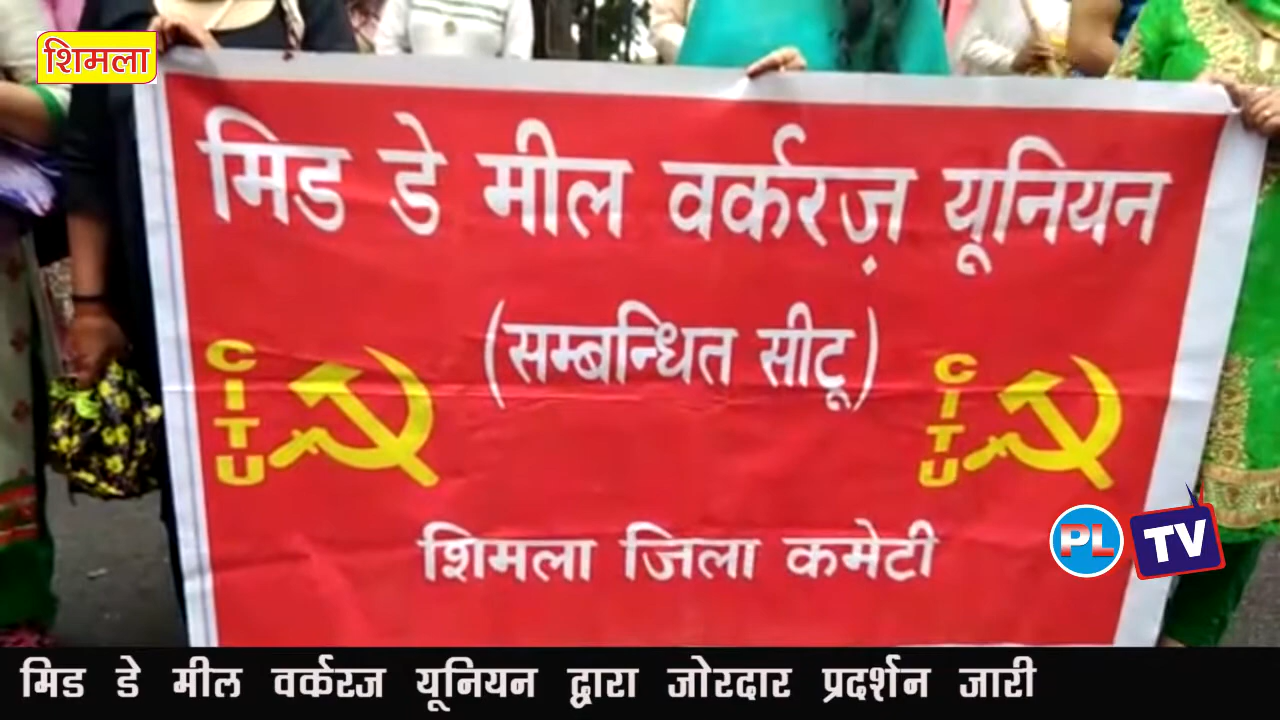 शिमला
मिड डे मील वर्करज़ यूनियन
(सम्बन्धित सीटू)
CITU
CITU
शिमला जिला कमेटी
PL TV
मिड डे मील वर्करज यूनियन द्वारा जोरदार प्रदर्शन जारी